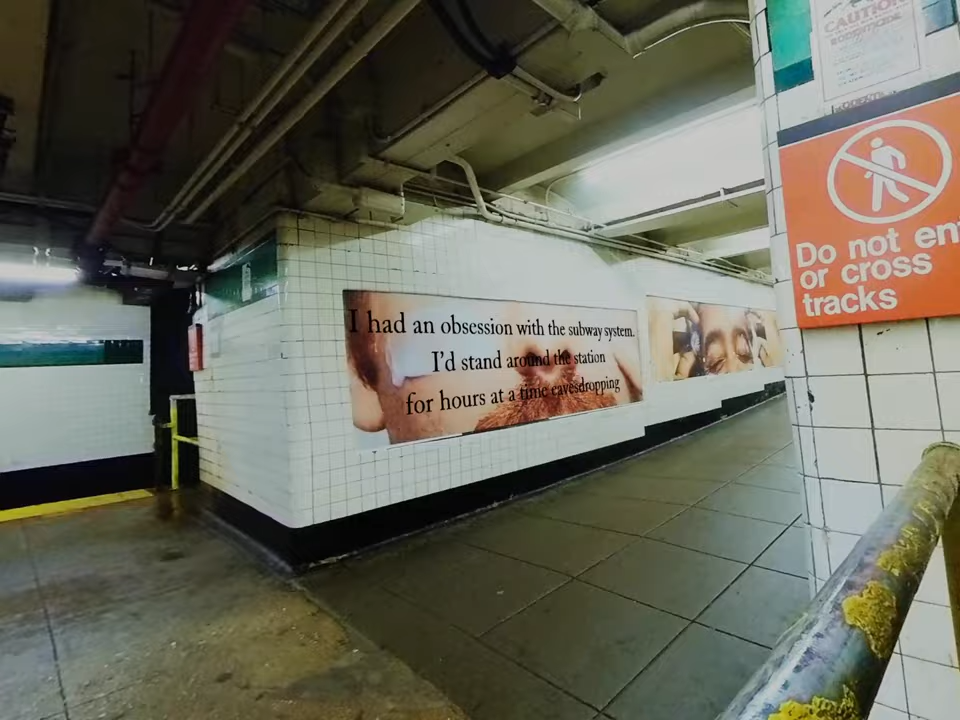 I had an obsession with the subway system.
I'd stand around the station
for hours at a time eavesdropping
CAUTION
Do not en
or cross
tracks